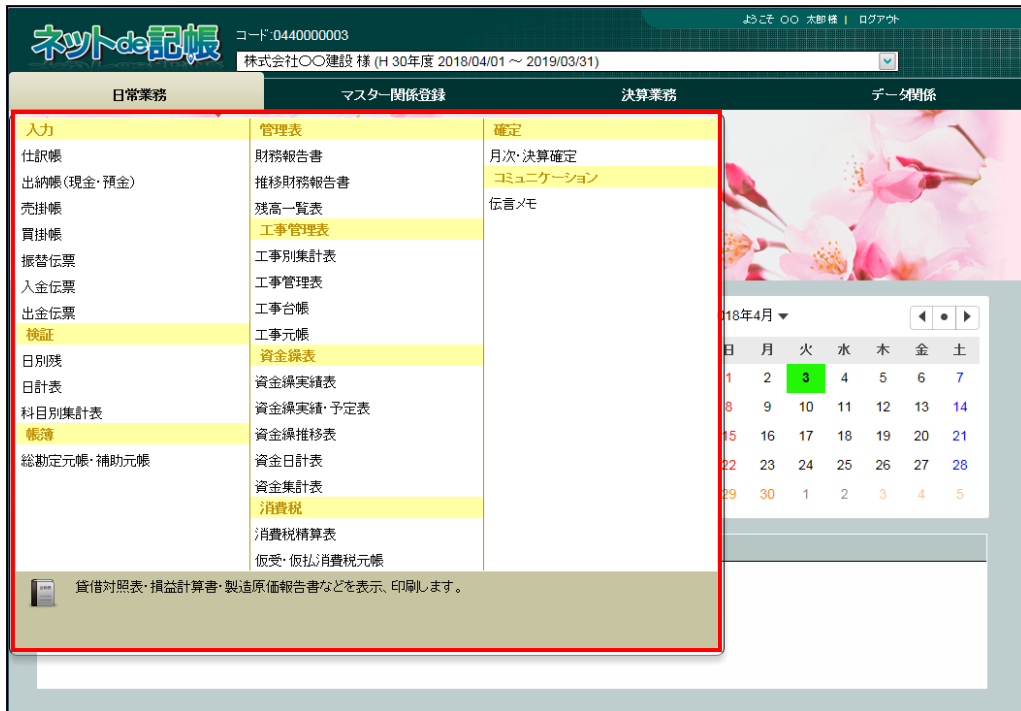 ようこそ 〇〇 太郎 様 | ログアウト
ネットde記帳
コード:0440000003
株式会社〇〇建設 様 (H 30年度 2018/04/01 ～ 2019/03/31)
日常業務 マスター関係登録 決算業務 データ関係
入力
仕訳帳
出納帳(現金・預金)
売掛帳
買掛帳
振替伝票
入金伝票
出金伝票
検証
日別残
日計表
科目別集計表
帳簿
総勘定元帳・補助元帳
管理表
財務報告書
推移財務報告書
残高一覧表
工事管理表
工事別集計表
工事管理表
工事台帳
工事元帳
資金繰表
資金繰実績表
資金繰実績・予定表
資金繰推移表
資金日計表
資金集計表
消費税
消費税精算表
仮受・仮払消費税元帳
確定
月次・決算確定
コミュニケーション
伝言メモ
貸借対照表・損益計算書・製造原価報告書などを表示、印刷します。
18年4月
日 月 火 水 木 金 土
1 2 3 4 5 6 7
8 9 10 11 12 13 14
15 16 17 18 19 20 21
22 23 24 25 26 27 28
29 30 1 2 3 4 5